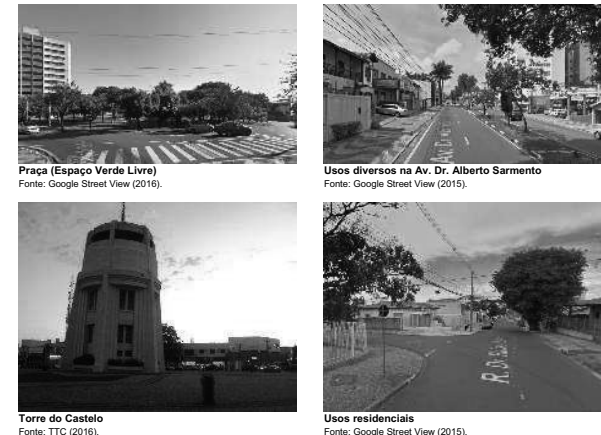 Praça (Espaço Verde Livre)
Fonte: Google Street View (2016).
Usos diversos na Av. Dr. Alberto Sarmento
Fonte: Google Street View (2015).
Torre do Castelo
Fonte: TTC (2016).
Usos residenciais
Fonte: Google Street View (2015).